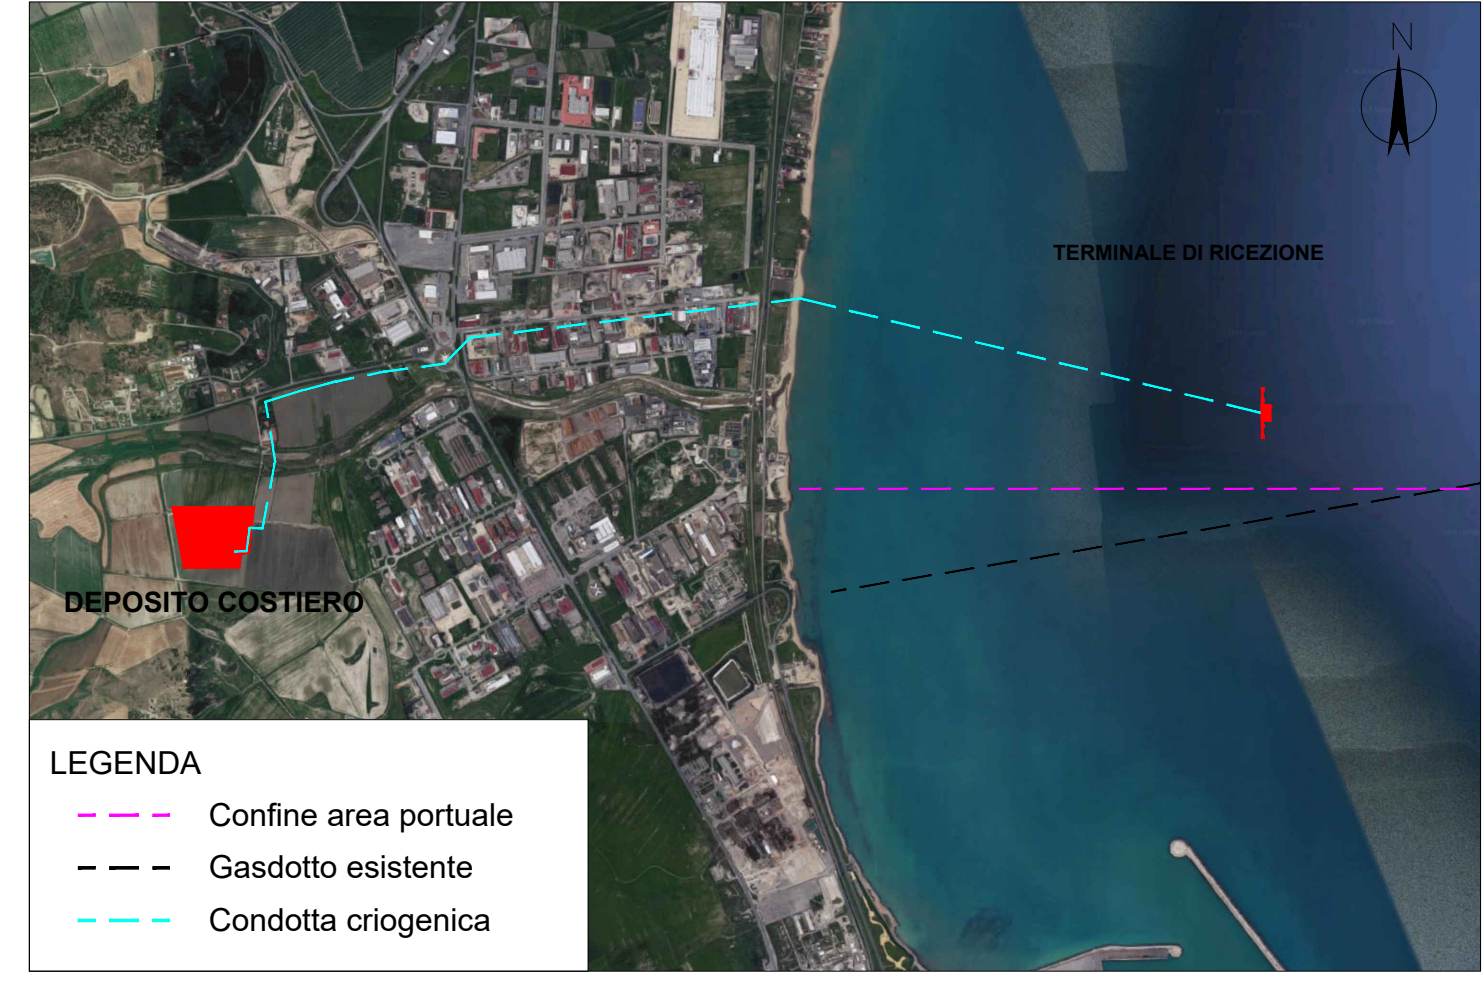 N
TERMINALE DI RICEZIONE
DEPOSITO COSTIERO
LEGENDA
Confine area portuale
Gasdotto esistente
Condotta criogenica